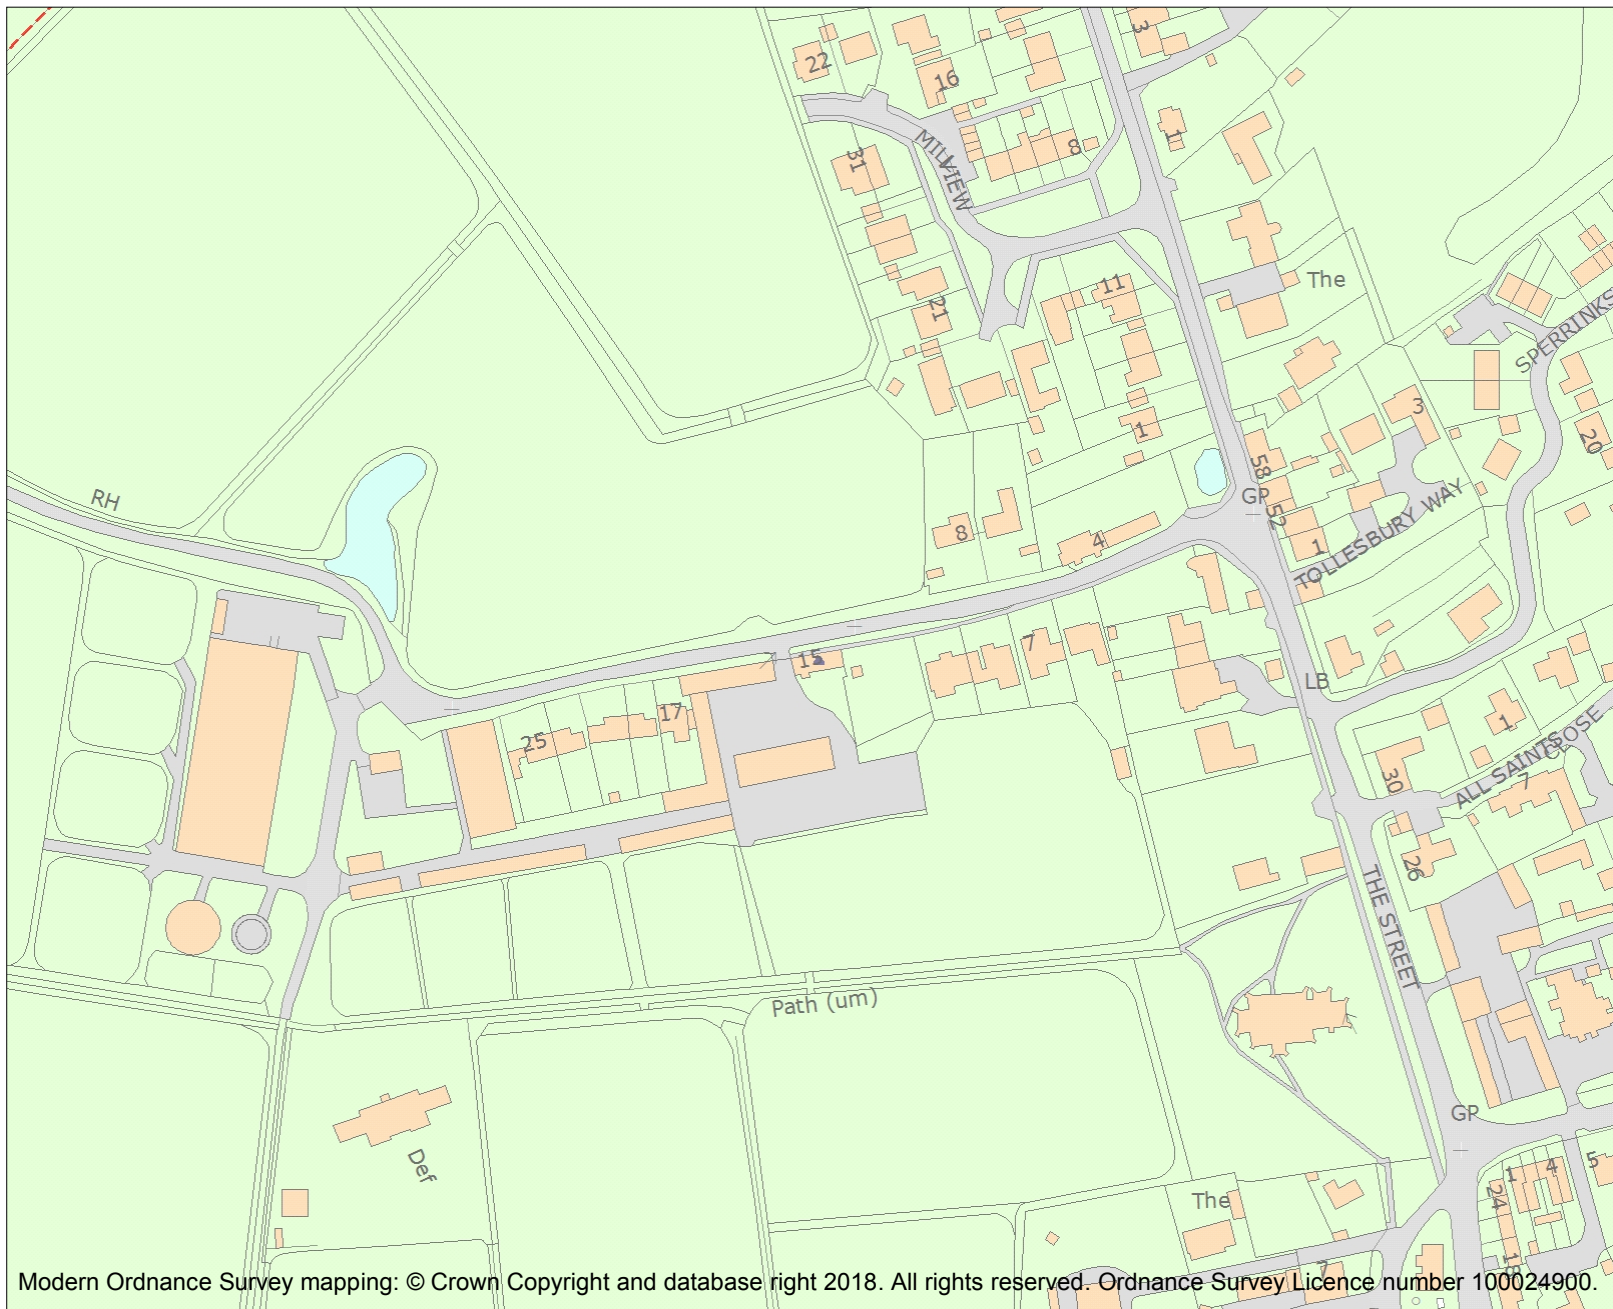 3
22
16
MILLVIEW
8
1
31
The
11
21
SPERRINKS
3
1
20
58
RH
GP
52
8
4
1
TOLLESBURY WAY
7
15
LB
17
25
1
ALL SAINTS CLOSE
30
7
26
THE STREET
Path (um)
GP
Def
1
4
5
24
The
7
18
Modern Ordnance Survey mapping: © Crown Copyright and database right 2018. All rights reserved. Ordnance Survey Licence number 100024900.